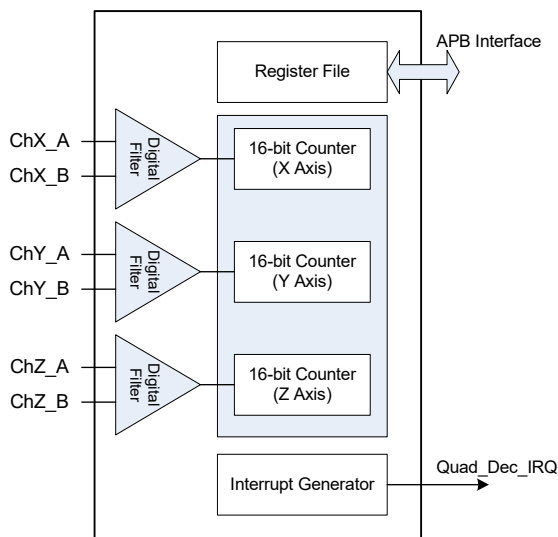 APB Interface
Register File
ChX_A
ChX_B
Digital
Filter
16-bit Counter
(X Axis)
ChY_A
ChY_B
Digital
Filter
16-bit Counter
(Y Axis)
ChZ_A
ChZ_B
Digital
Filter
16-bit Counter
(Z Axis)
Interrupt Generator
Quad_Dec_IRQ